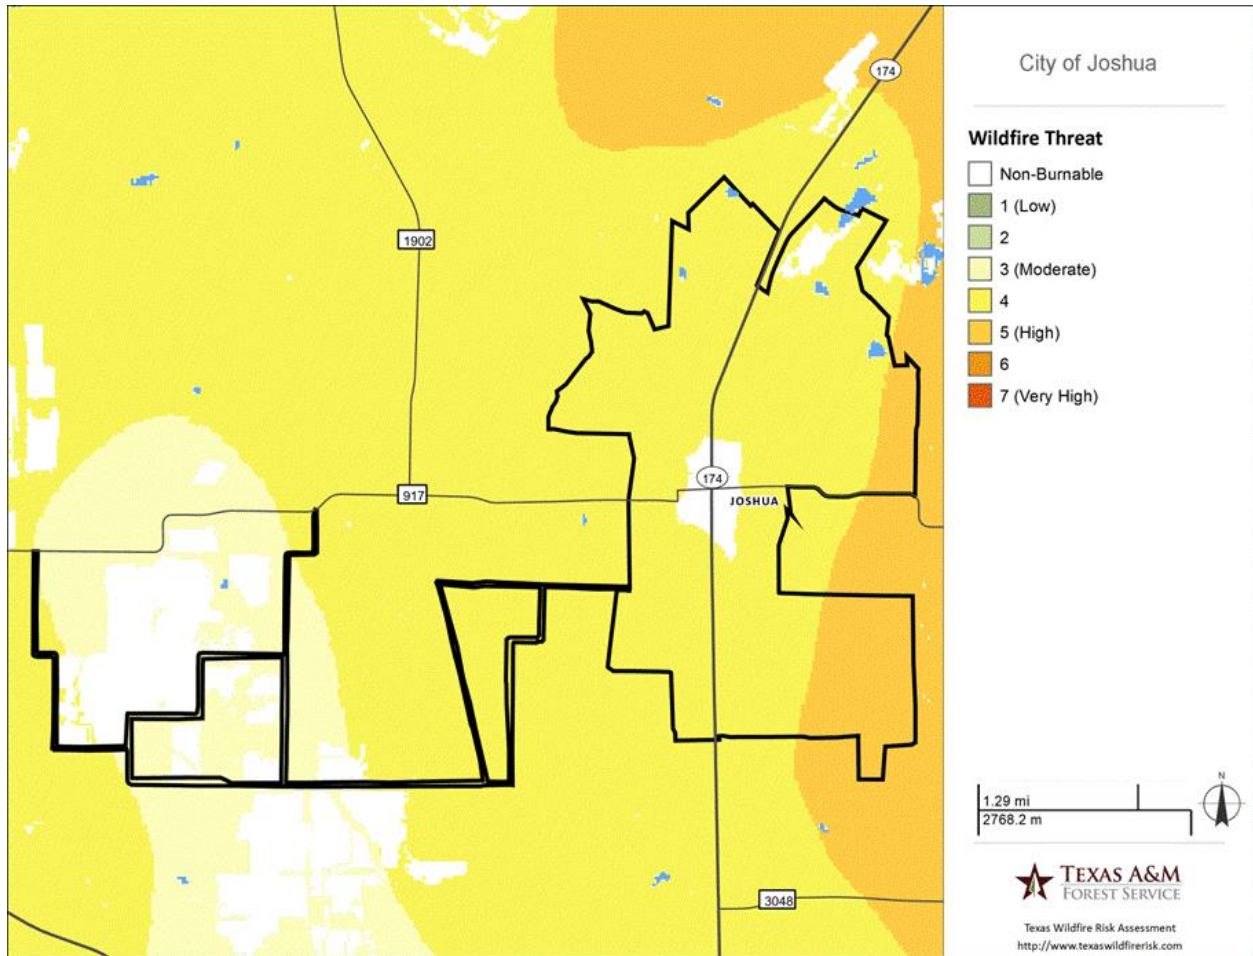 City of Joshua
Wildfire Threat
Non-Burnable
1 (Low)
2
3 (Moderate)
4
5 (High)
6
7 (Very High)
174
1902
917
174
JOSHUA
3048
1.29 mi
2768.2 m
N
TEXAS A&M
FOREST SERVICE
Texas Wildfire Risk Assessment
http://www.texaswildfirerisk.com